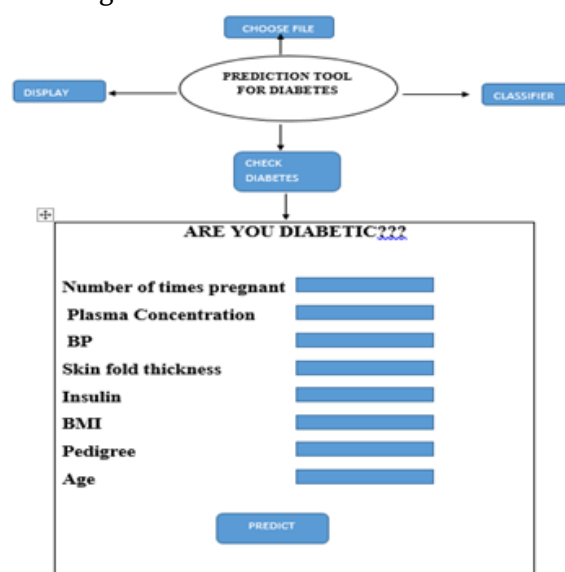 CHOOSE FILE
PREDICTION TOOL
FOR DIABETES
DISPLAY
CLASSIFIER
CHECK
DIABETES
ARE YOU DIABETIC???
Number of times pregnant
Plasma Concentration
BP
Skin fold thickness
Insulin
BMI
Pedigree
Age
PREDICT